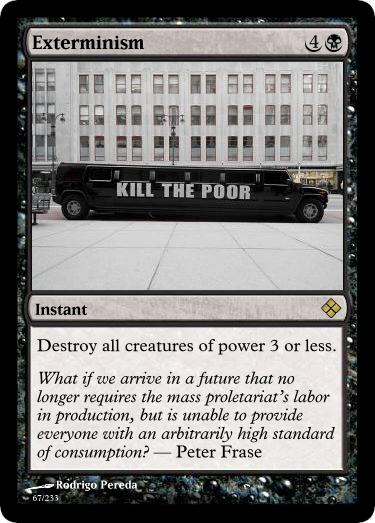 Exterminism 4
KILL THE POOR
Instant
Destroy all creatures of power 3 or less.
What if we arrive in a future that no
longer requires the mass proletariat's labor
in production, but is unable to provide
everyone with an arbitrarily high standard
of consumption? — Peter Frase
Rodrigo Pereda
67/233